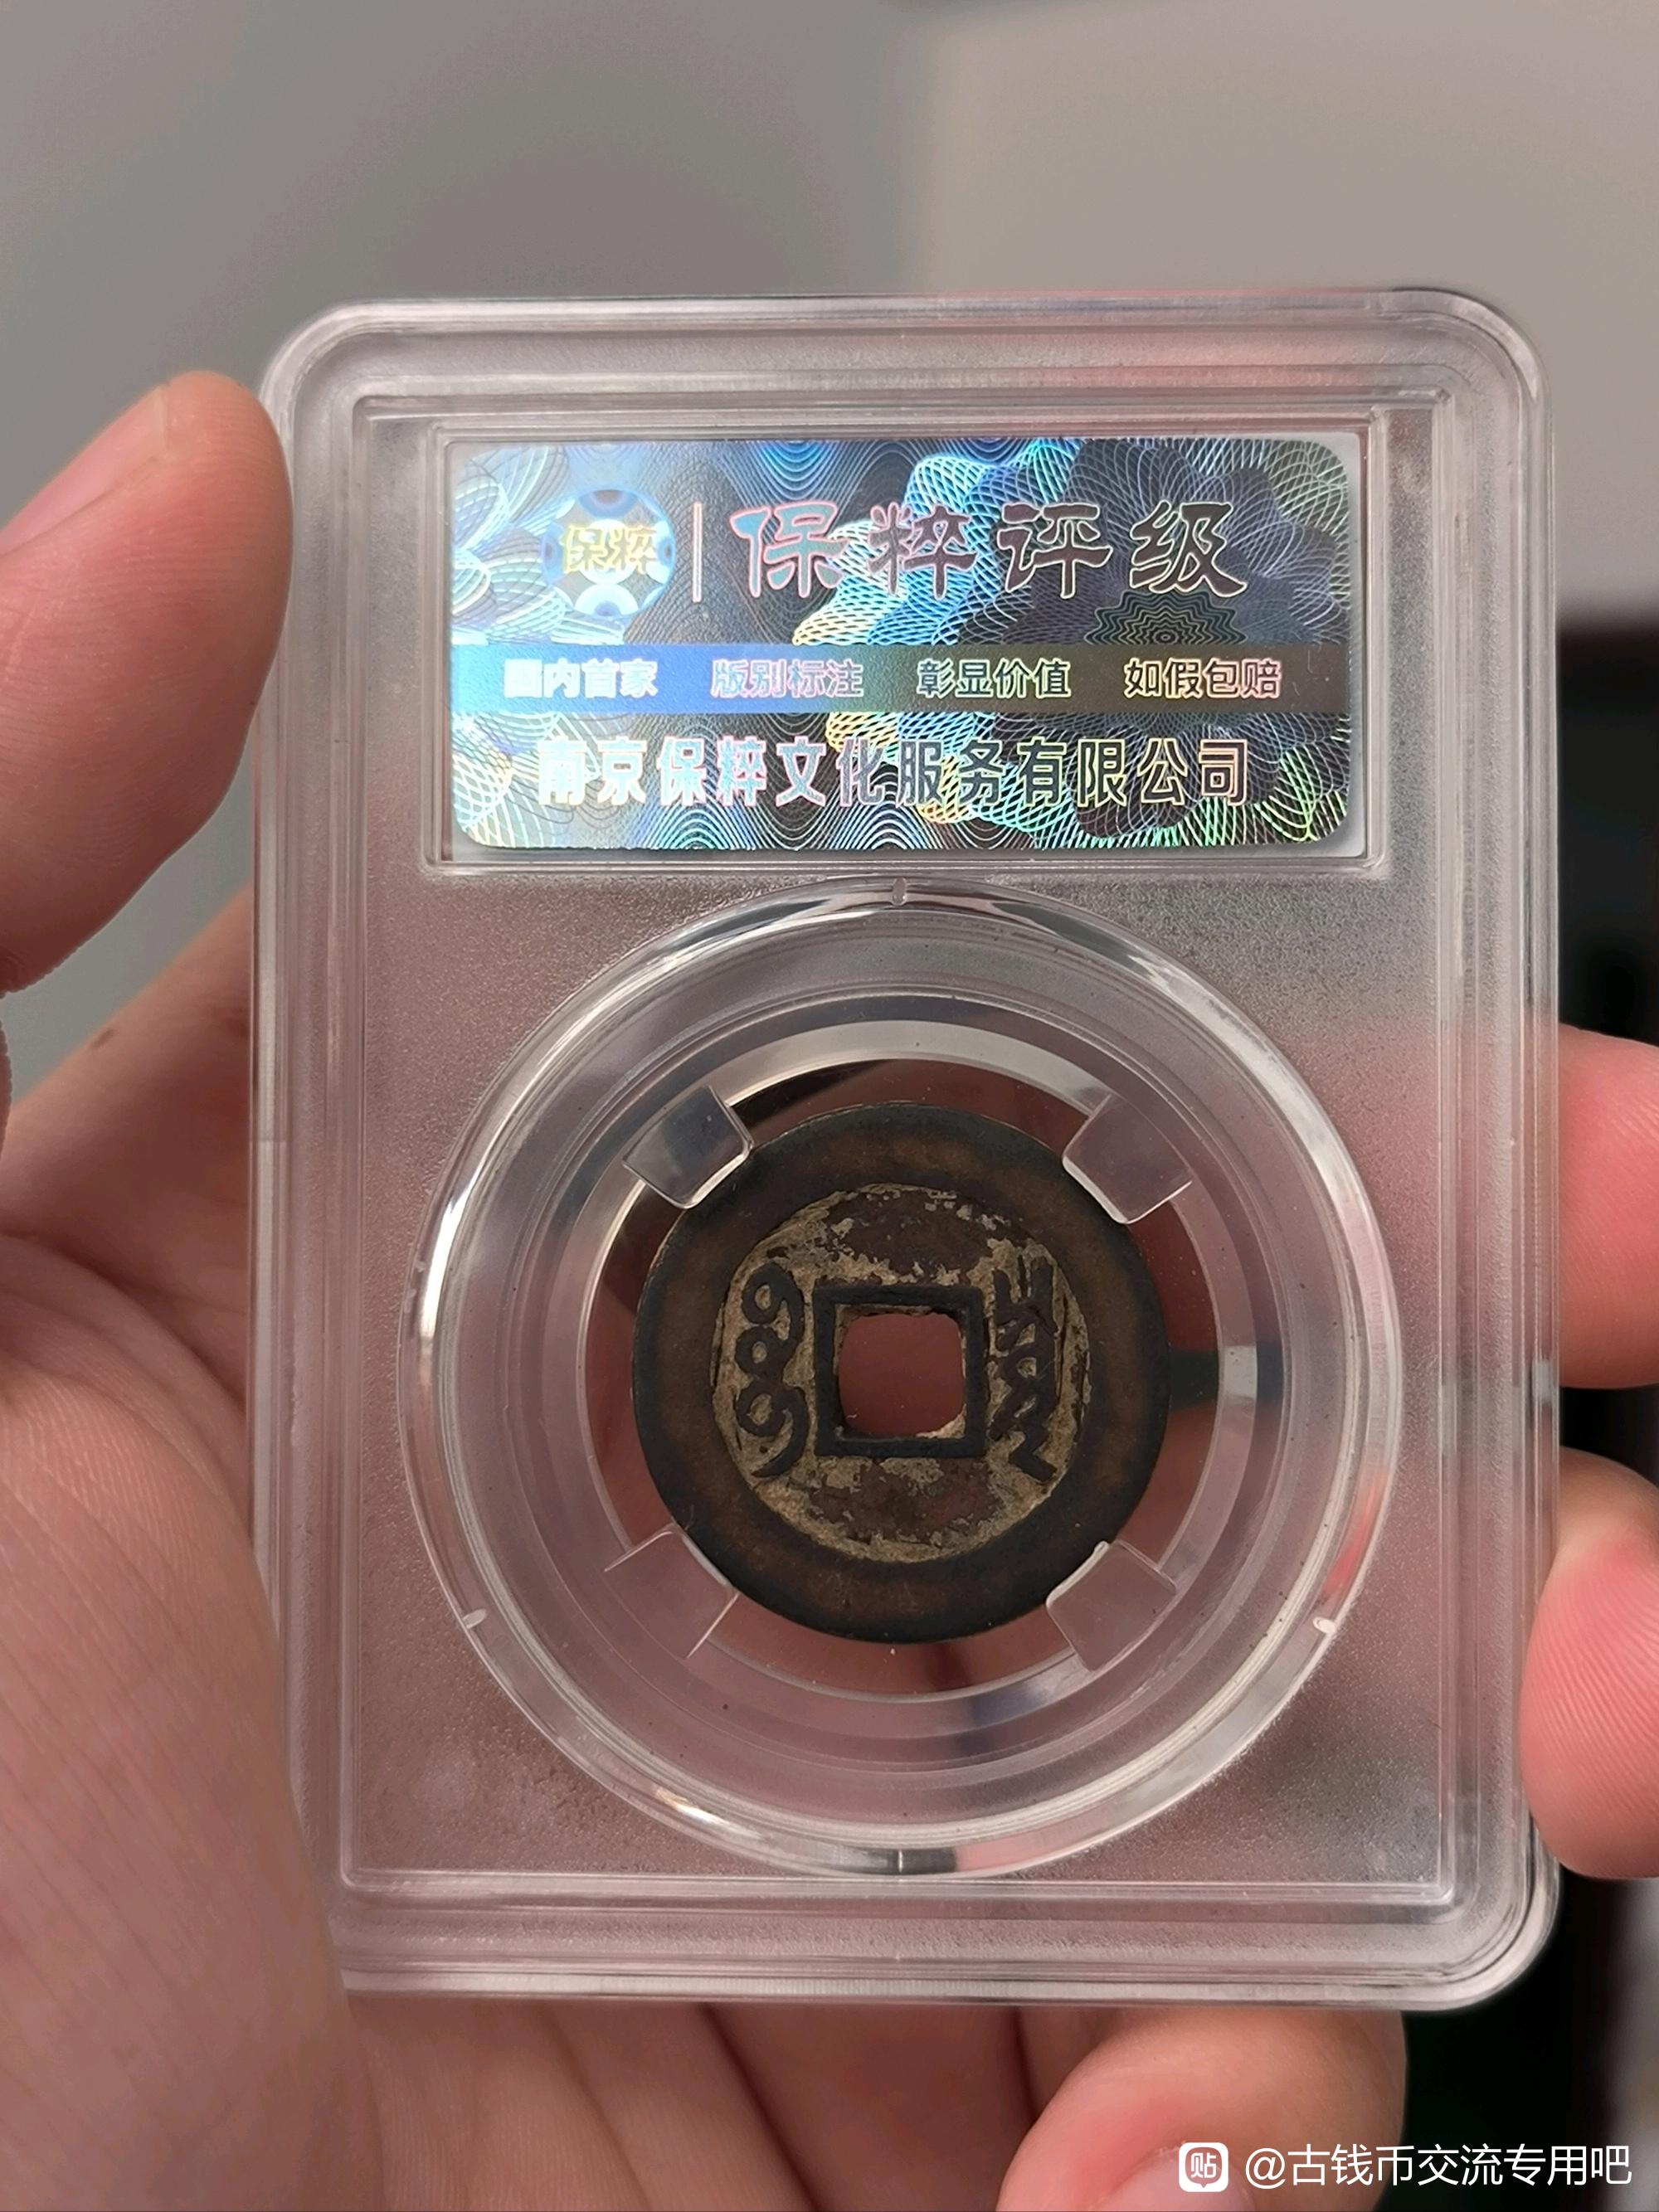 保粹 保粹评级
国内首家 版别标注 彰显价值 如假包赔
南京保粹文化服务有限公司
贴 @古钱币交流专用吧